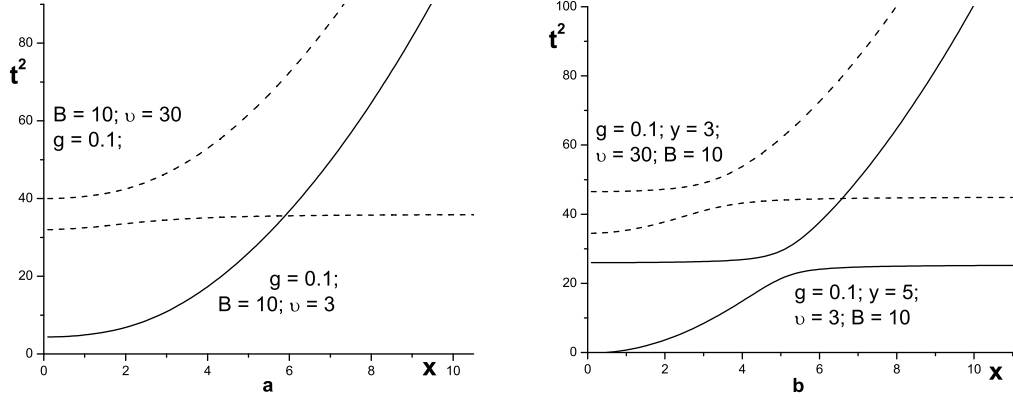 t²
80
60
40
20
0
B = 10; υ = 30
g = 0.1;
g = 0.1;
B = 10; υ = 3
0 2 4 6 8 10
x
a
t²
100
80
60
40
20
0
g = 0.1; y = 3;
υ = 30; B = 10
g = 0.1; y = 5;
υ = 3; B = 10
0 2 4 6 8 10
x
b